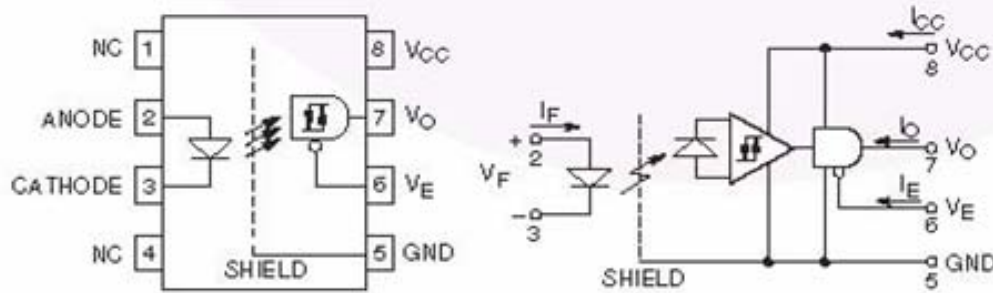 NC 1
8 VCC
ANODE 2
7 VO
CATHODE 3
6 VE
NC 4
5 GND
SHIELD
ICC
VCC
8
IF
+
2
VF
–
3
IO
VO
7
IE
VE
6
GND
5
SHIELD